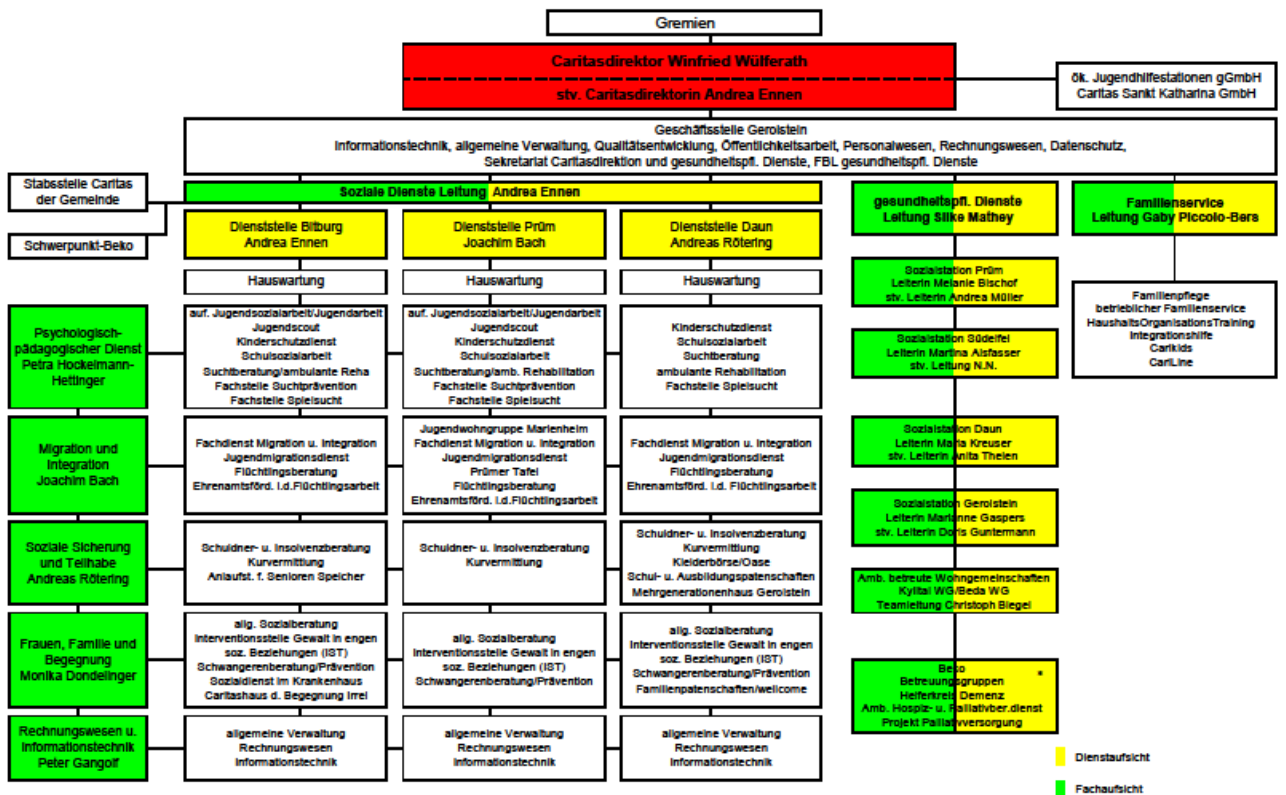 Gremien
Caritasdirektor Winfried Wülferath
stv. Caritasdirektorin Andrea Ennen
ök. Jugendhilfestationen gGmbH
Caritas Sankt Katharina GmbH
Geschäftsstelle Gerolstein
Informationstechnik, allgemeine Verwaltung, Qualitätsentwicklung, Öffentlichkeitsarbeit, Personalwesen, Rechnungswesen, Datenschutz,
Sekretariat Caritasdirektion und gesundheitspfl. Dienste, FBL gesundheitspfl. Dienste
Stabsstelle Caritas
der Gemeinde
Schwerpunkt-Beko
Soziale Dienste Leitung Andrea Ennen
gesundheitspfl. Dienste
Leitung Silke Mathey
Familienservice
Leitung Gaby Piccolo-Bers
Dienststelle Bitburg
Andrea Ennen
Dienststelle Prüm
Joachim Bach
Dienststelle Daun
Andreas Rötering
Hauswartung
Hauswartung
Hauswartung
Psychologisch-
pädagogischer Dienst
Petra Hockelmann-
Hettinger
auf. Jugendsozialarbeit/Jugendarbeit
Jugendscout
Kinderschutzdienst
Schulsozialarbeit
Suchtberatung/ambulante Reha
Fachstelle Suchtprävention
Fachstelle Spielsucht
auf. Jugendsozialarbeit/Jugendarbeit
Jugendscout
Kinderschutzdienst
Schulsozialarbeit
Suchtberatung/amb. Rehabilitation
Fachstelle Suchtprävention
Fachstelle Spielsucht
Kinderschutzdienst
Schulsozialarbeit
Suchtberatung
ambulante Rehabilitation
Fachstelle Spielsucht
Migration und
Integration
Joachim Bach
Fachdienst Migration u. Integration
Jugendmigrationsdienst
Flüchtlingsberatung
Ehrenamtsförd. i.d.Flüchtlingsarbeit
Jugendwohngruppe Marienheim
Fachdienst Migration u. Integration
Jugendmigrationsdienst
Prümer Tafel
Flüchtlingsberatung
Ehrenamtsförd. i.d.Flüchtlingsarbeit
Fachdienst Migration u. Integration
Jugendmigrationsdienst
Flüchtlingsberatung
Ehrenamtsförd. i.d. Flüchtlingsarbeit
Soziale Sicherung
und Teilhabe
Andreas Rötering
Schuldner- u. Insolvenzberatung
Kurvermittlung
Anlaufst. f. Senioren Speicher
Schuldner- u. Insolvenzberatung
Kurvermittlung
Schuldner- u. Insolvenzberatung
Kurvermittlung
Kleiderbörse/Oase
Schul- u. Ausbildungspatenschaften
Mehrgenerationenhaus Gerolstein
Frauen, Familie und
Begegnung
Monika Dondelinger
allg. Sozialberatung
Interventionsstelle Gewalt in engen
soz. Beziehungen (IST)
Schwangerenberatung/Prävention
Sozialdienst im Krankenhaus
Caritashaus d. Begegnung Irrel
allg. Sozialberatung
Interventionsstelle Gewalt in engen
soz. Beziehungen (IST)
Schwangerenberatung/Prävention
allg. Sozialberatung
Interventionsstelle Gewalt in engen
soz. Beziehungen (IST)
Schwangerenberatung/Prävention
Familienpatenschaften/wellcome
Rechnungswesen u.
Informationstechnik
Peter Gangolf
allgemeine Verwaltung
Rechnungswesen
Informationstechnik
allgemeine Verwaltung
Rechnungswesen
Informationstechnik
allgemeine Verwaltung
Rechnungswesen
Informationstechnik
Sozialstation Prüm
Leiterin Melanie Bischof
stv. Leiterin Andrea Müller
Sozialstation Südeifel
Leiterin Martina Alsfasser
stv. Leitung N.N.
Sozialstation Daun
Leiterin Maria Kreuser
stv. Leiterin Anita Thelen
Sozialstation Gerolstein
Leiterin Marianne Gaspers
stv. Leiterin Doris Guntermann
Amb. betreute Wohngemeinschaften
Kylltal WG/Beda WG
Teamleitung Christoph Biegel
Beko *
Betreuungsgruppen
Helferkreis Demenz
Amb. Hospiz- u. Palliativber.dienst
Projekt Palliativversorgung
Familienpflege
betrieblicher Familienservice
HaushaltsOrganisationsTraining
Integrationshilfe
Carikids
CariLine
Dienstaufsicht
Fachaufsicht